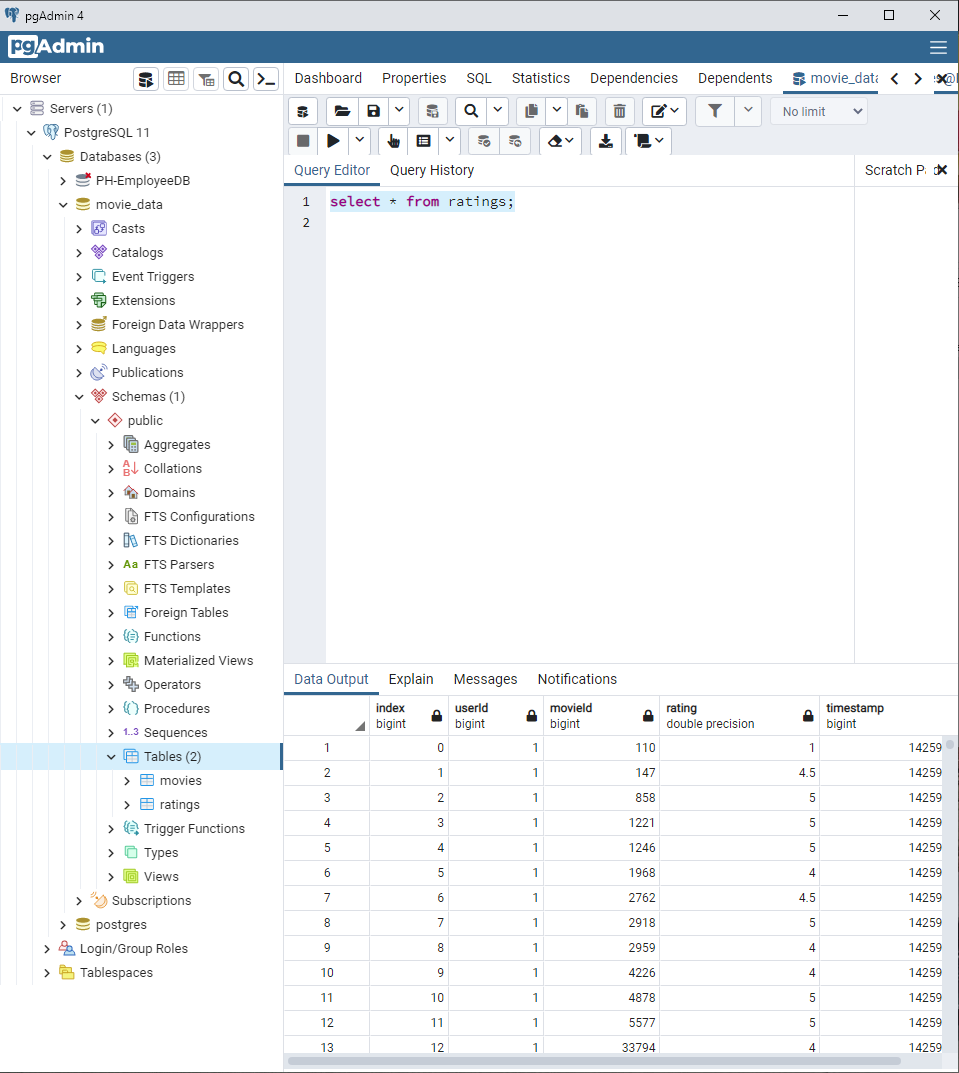 pgAdmin 4
pgAdmin
Browser
Dashboard Properties SQL Statistics Dependencies Dependents movie_data
No limit
Servers (1)
PostgreSQL 11
Databases (3)
PH-EmployeeDB
movie_data
Casts
Catalogs
Event Triggers
Extensions
Foreign Data Wrappers
Languages
Publications
Schemas (1)
public
Aggregates
Collations
Domains
FTS Configurations
FTS Dictionaries
Aa FTS Parsers
FTS Templates
Foreign Tables
Functions
Materialized Views
Operators
Procedures
1..3 Sequences
Tables (2)
movies
ratings
Trigger Functions
Types
Views
Subscriptions
postgres
Login/Group Roles
Tablespaces
Query Editor Query History
Scratch Pa
1 select * from ratings;
2
Data Output Explain Messages Notifications
index userId movieId rating timestamp
bigint bigint bigint double precision bigint
1 0 1 110 1 14259
2 1 1 147 4.5 14259
3 2 1 858 5 14259
4 3 1 1221 5 14259
5 4 1 1246 5 14259
6 5 1 1968 4 14259
7 6 1 2762 4.5 14259
8 7 1 2918 5 14259
9 8 1 2959 4 14259
10 9 1 4226 4 14259
11 10 1 4878 5 14259
12 11 1 5577 5 14259
13 12 1 33794 4 14259